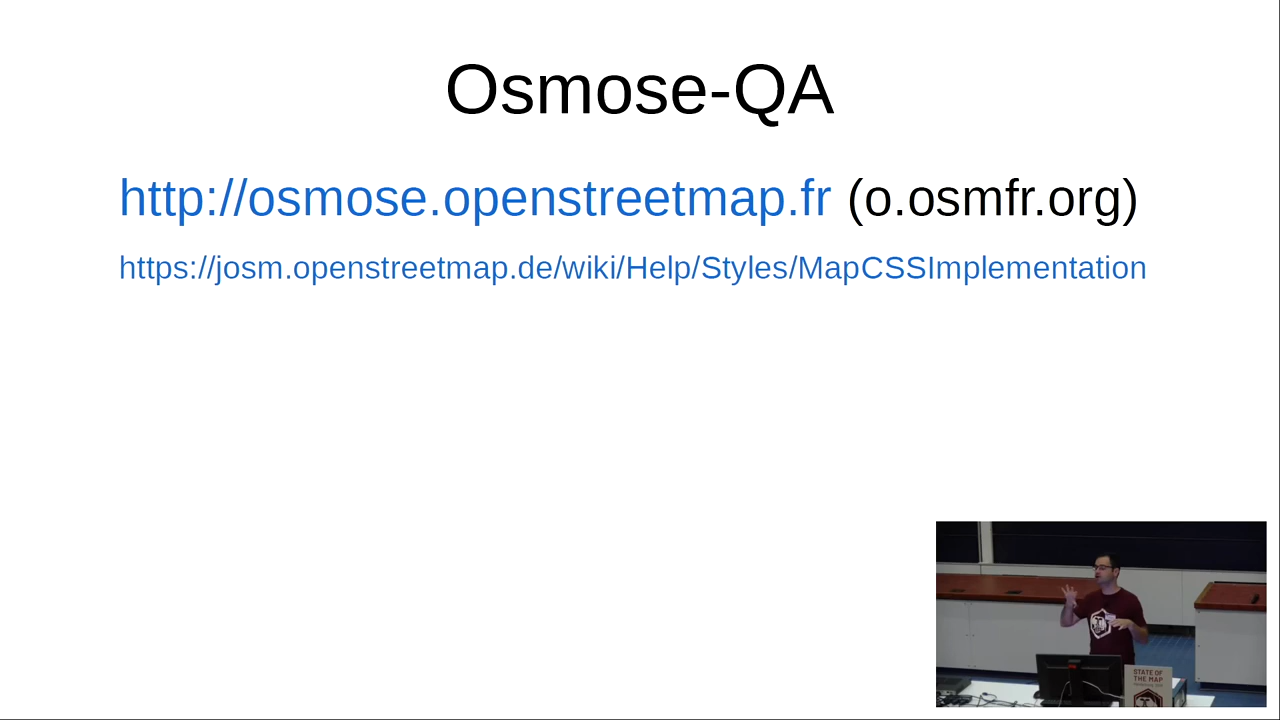 Osmose-QA
http://osmose.openstreetmap.fr (o.osmfr.org)
https://josm.openstreetmap.de/wiki/Help/Styles/MapCSSImplementation
STATE OF
THE MAP